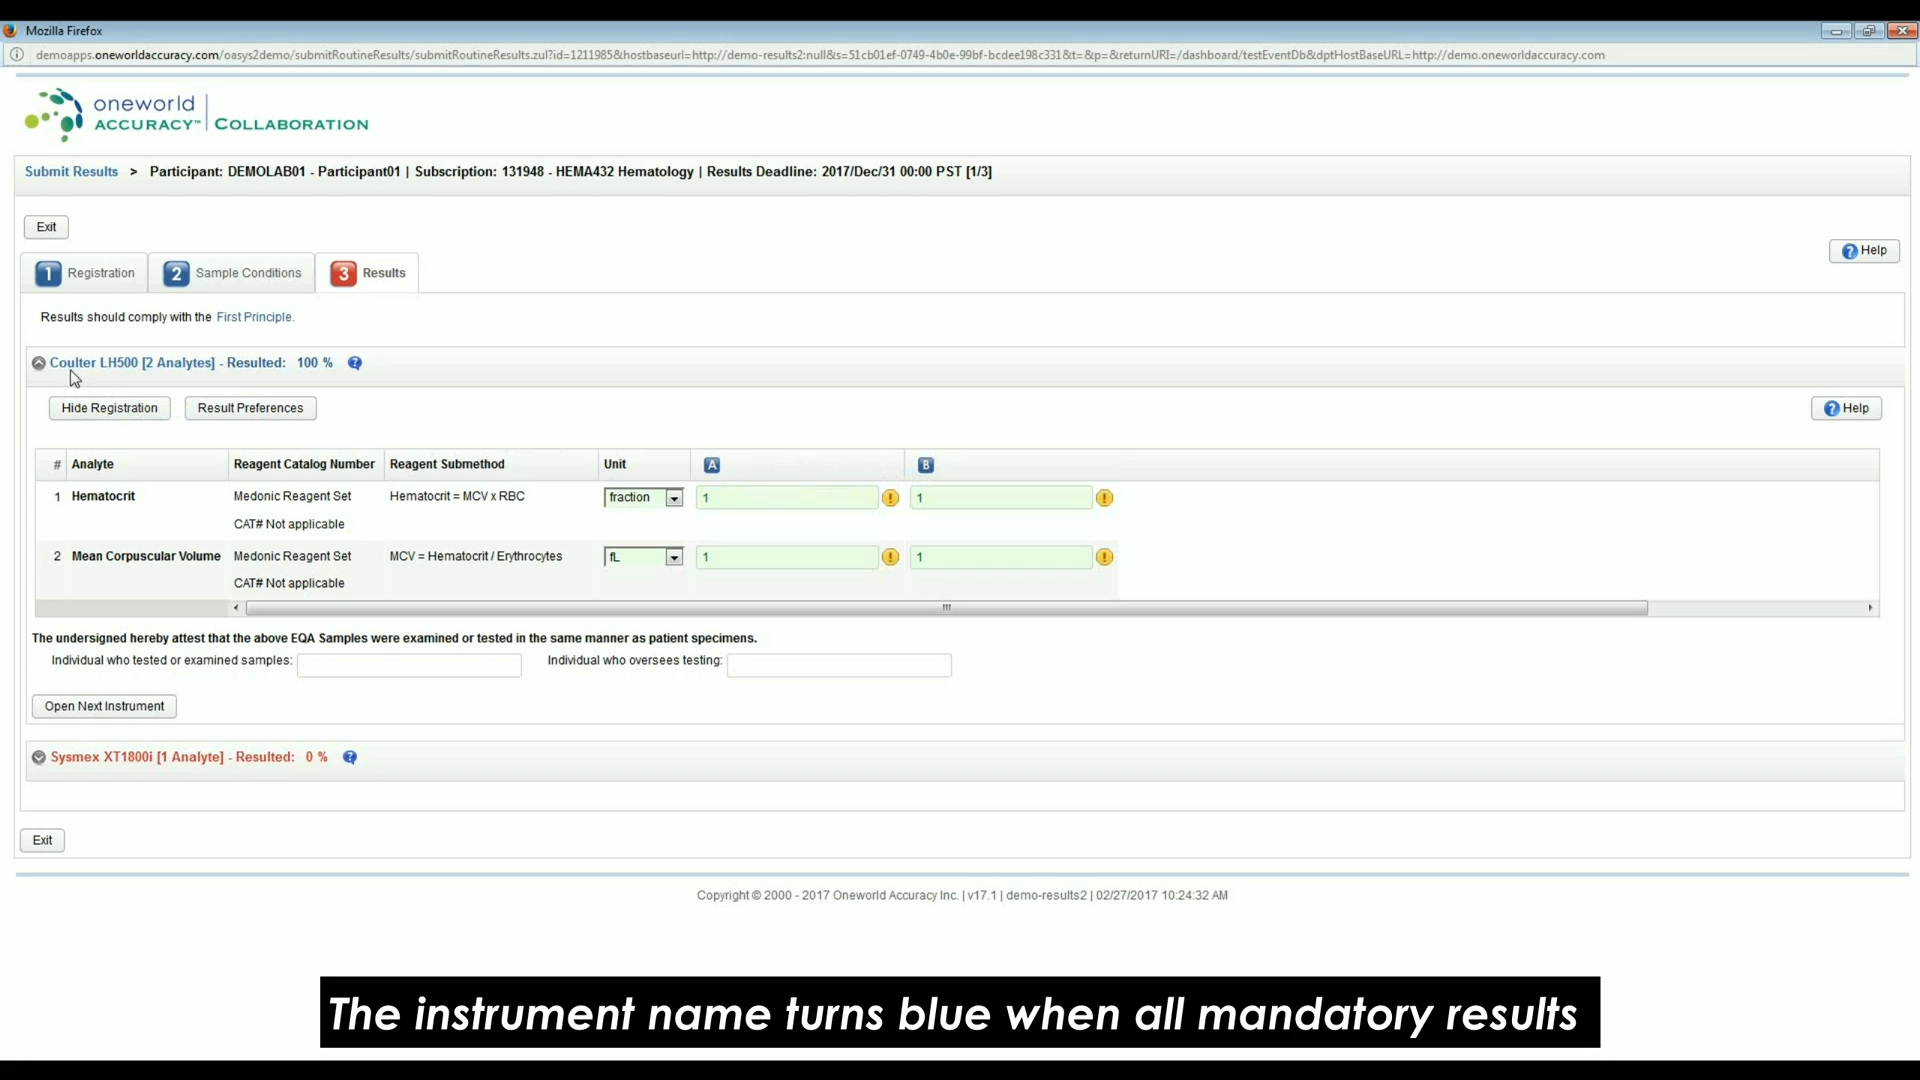 Mozilla Firefox
demoapps.oneworldaccuracy.com/oasys2demo/submitRoutineResults/submitRoutineResults.zul?id=1211985&hostbaseurl=http://demo-results2:null&s=51cb01ef-0749-4b0e-99bf-bcdee198c331&t=&p=&returnURI=/dashboard/testEventDb&dptHostBaseURL=http://demo.oneworldaccuracy.com
oneworld
ACCURACY™ COLLABORATION
Submit Results > Participant: DEMOLAB01 - Participant01 | Subscription: 131948 - HEMA432 Hematology | Results Deadline: 2017/Dec/31 00:00 PST [1/3]
Exit
? Help
1 Registration 2 Sample Conditions 3 Results
Results should comply with the First Principle.
Coulter LH500 [2 Analytes] - Resulted: 100 % ?
Hide Registration Result Preferences ? Help
# Analyte Reagent Catalog Number Reagent Submethod Unit A B
1 Hematocrit Medonic Reagent Set Hematocrit = MCV x RBC fraction 1 ! 1 !
CAT# Not applicable
2 Mean Corpuscular Volume Medonic Reagent Set MCV = Hematocrit / Erythrocytes fL 1 ! 1 !
CAT# Not applicable
The undersigned hereby attest that the above EQA Samples were examined or tested in the same manner as patient specimens.
Individual who tested or examined samples: Individual who oversees testing:
Open Next Instrument
Sysmex XT1800i [1 Analyte] - Resulted: 0 % ?
Exit
Copyright © 2000 - 2017 Oneworld Accuracy Inc. | v17.1 | demo-results2 | 02/27/2017 10:24:32 AM
The instrument name turns blue when all mandatory results